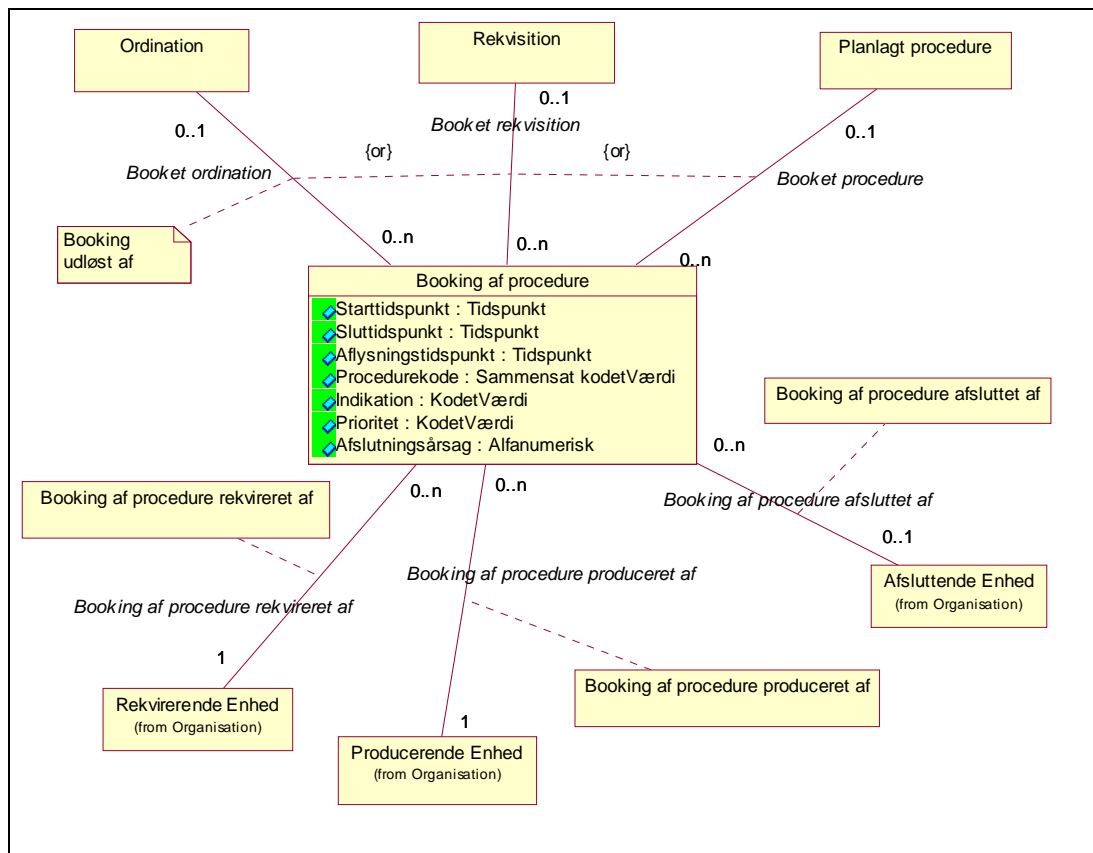 Ordination
Rekvisition
Planlagt procedure
0..1
0..1
0..1
Booket rekvisition
{or}
{or}
Booket ordination
Booket procedure
Booking
udløst af
0..n
0..n
0..n
Booking af procedure
Starttidspunkt : Tidspunkt
Sluttidspunkt : Tidspunkt
Aflysningstidspunkt : Tidspunkt
Procedurekode : Sammensat kodetVærdi
Indikation : KodetVærdi
Prioritet : KodetVærdi
Afslutningsårsag : Alfanumerisk
Booking af procedure afsluttet af
0..n
0..n
0..n
Booking af procedure rekvireret af
Booking af procedure afsluttet af
0..1
Booking af procedure produceret af
Afsluttende Enhed
(from Organisation)
Booking af procedure rekvireret af
1
Booking af procedure produceret af
Rekvirerende Enhed
(from Organisation)
1
Producerende Enhed
(from Organisation)